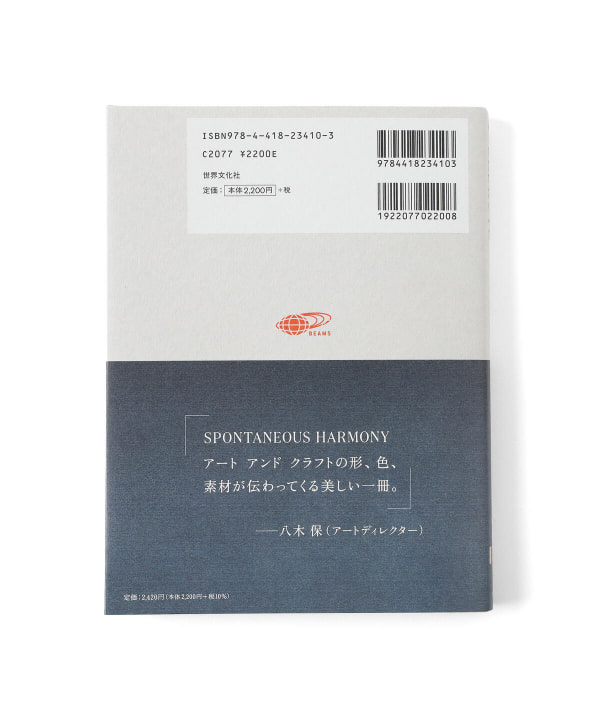 ISBN978-4-418-23410-3
C2077 ¥2200E
世界文化社
定価：本体2,200円＋税
9784418234103
1922077022008
BEAMS
「SPONTANEOUS HARMONY
アート アンド クラフトの形、色、
素材が伝わってくる美しい一冊。」
──八木 保（アートディレクター）
定価：2,420円（本体2,200円＋税10%）